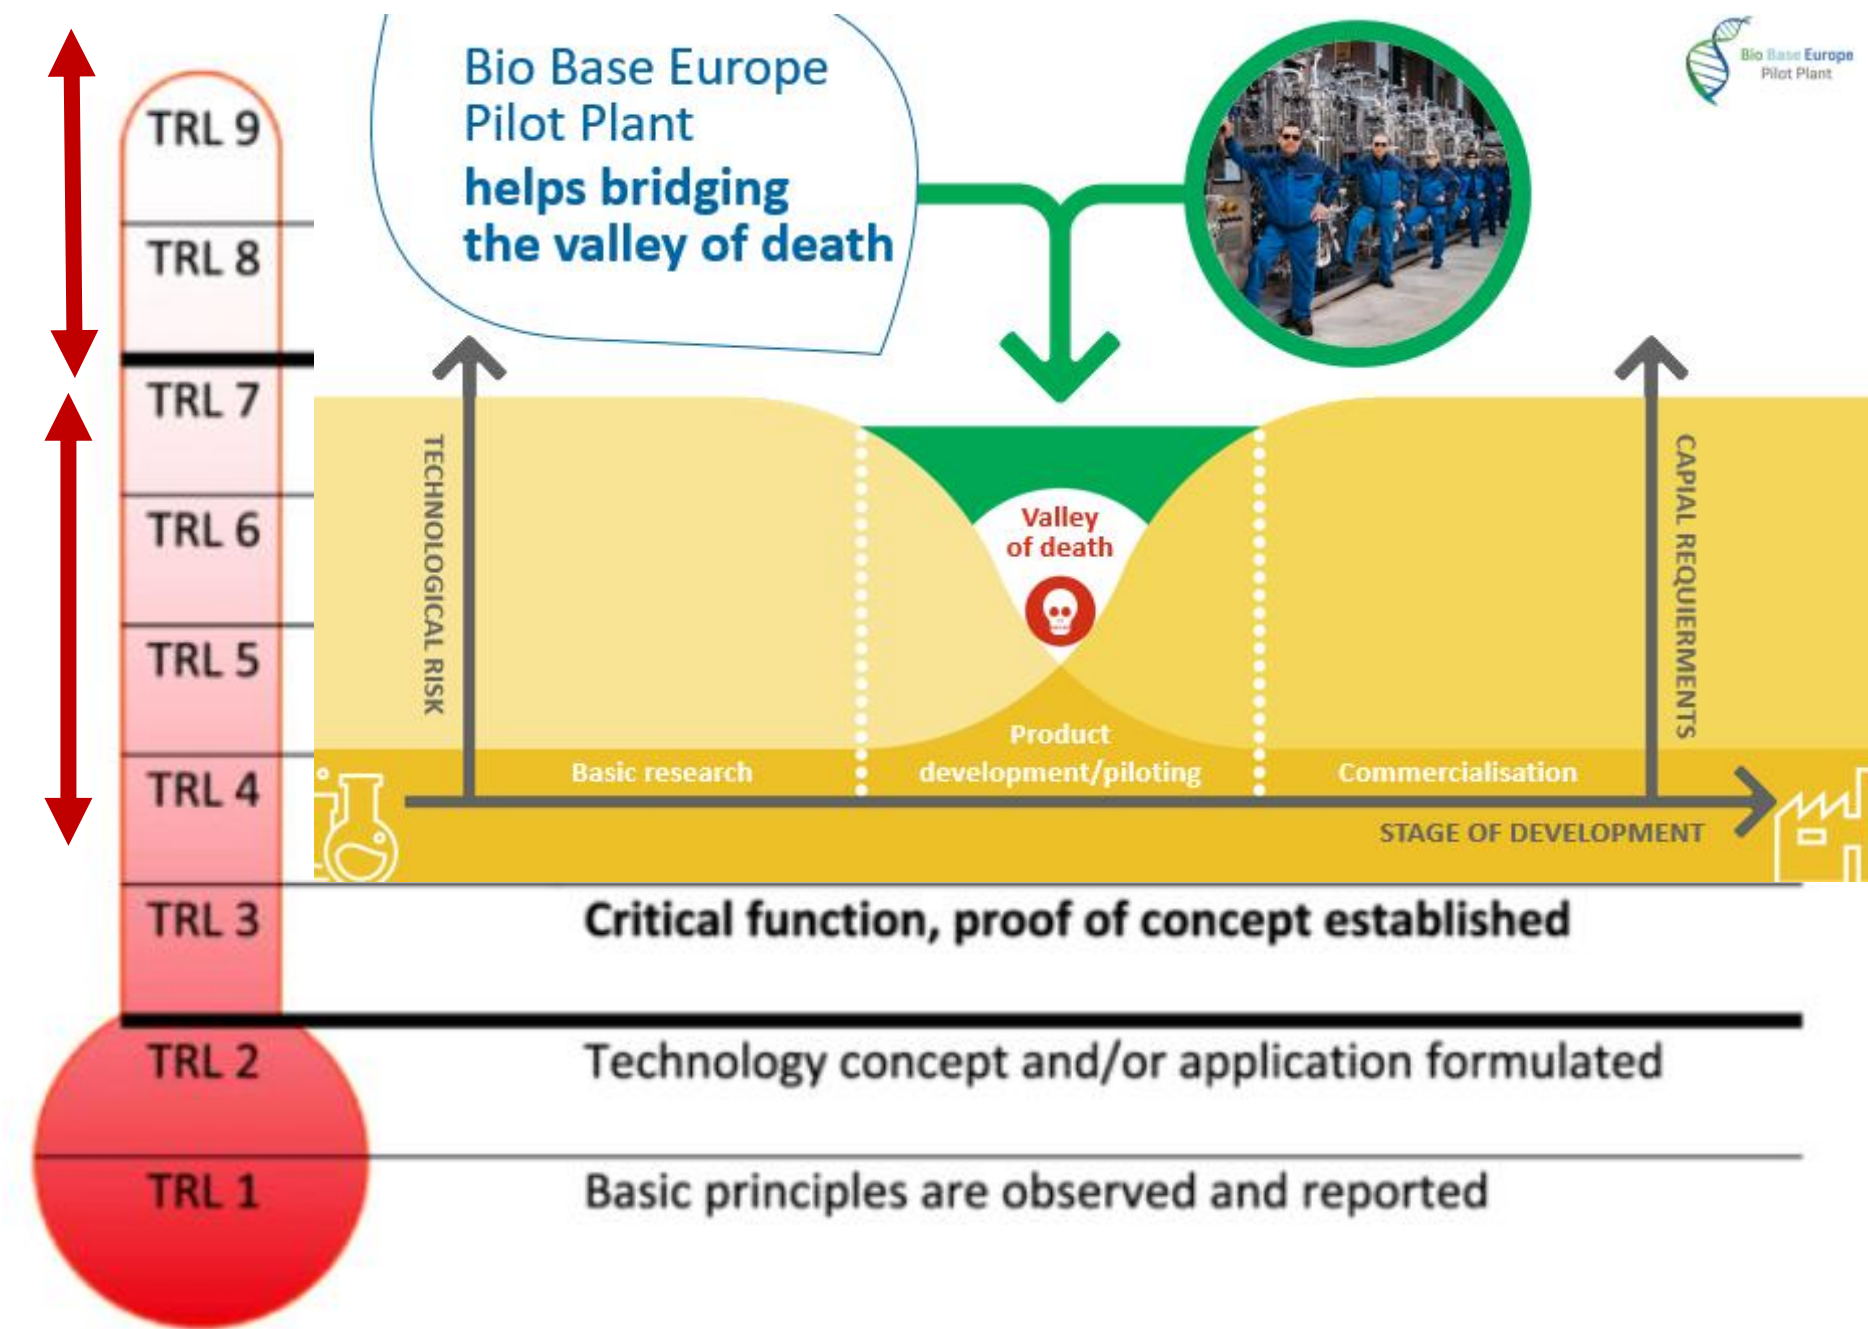 Bio Base Europe
Pilot Plant
helps bridging
the valley of death
Bio Base Europe
Pilot Plant
TRL 9
TRL 8
TRL 7
TRL 6
TRL 5
TRL 4
TECHNOLOGICAL RISK
Valley
of death
CAPIAL REQUIERMENTS
Basic research
Product
development/piloting
Commercialisation
STAGE OF DEVELOPMENT
TRL 3
Critical function, proof of concept established
TRL 2
Technology concept and/or application formulated
TRL 1
Basic principles are observed and reported